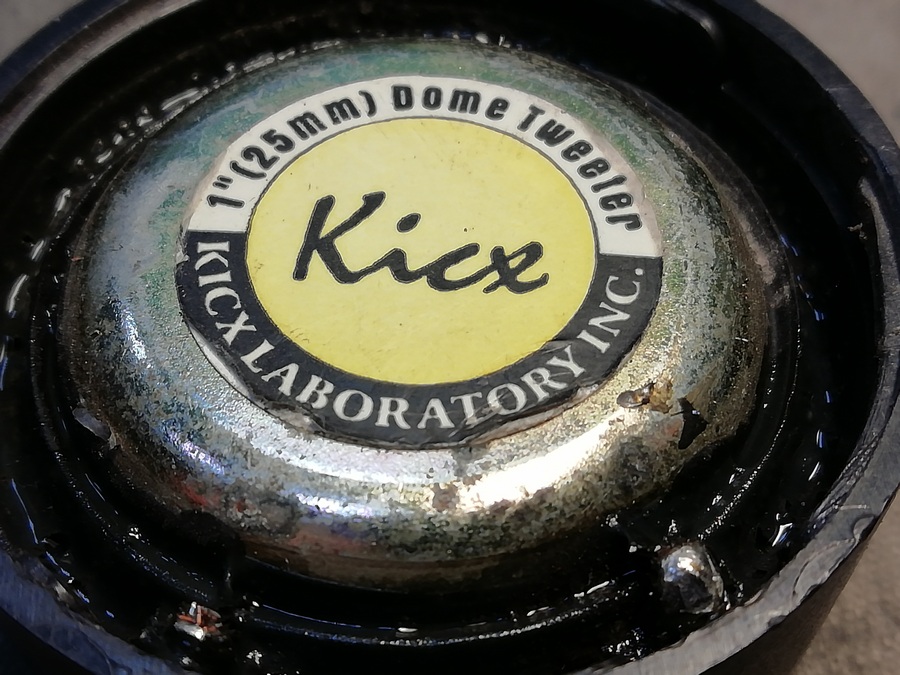 1"(25mm) Dome Tweeter
Kicx
KICX LABORATORY INC.